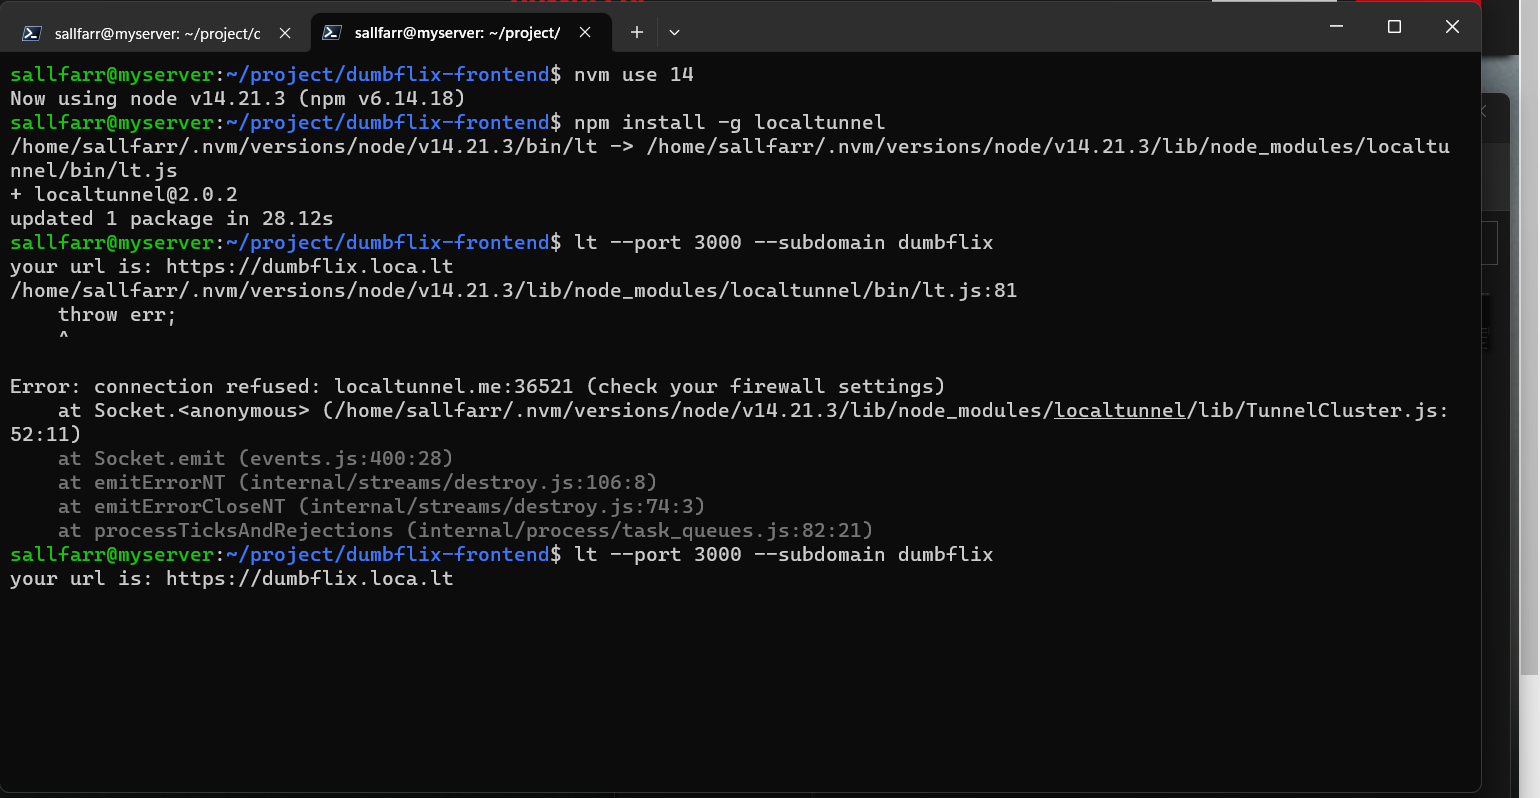 sallfarr@myserver: ~/project/c
sallfarr@myserver: ~/project/
sallfarr@myserver:~/project/dumbflix-frontend$ nvm use 14
Now using node v14.21.3 (npm v6.14.18)
sallfarr@myserver:~/project/dumbflix-frontend$ npm install -g localtunnel
/home/sallfarr/.nvm/versions/node/v14.21.3/bin/lt -> /home/sallfarr/.nvm/versions/node/v14.21.3/lib/node_modules/localtu
nnel/bin/lt.js
+ localtunnel@2.0.2
updated 1 package in 28.12s
sallfarr@myserver:~/project/dumbflix-frontend$ lt --port 3000 --subdomain dumbflix
your url is: https://dumbflix.loca.lt
/home/sallfarr/.nvm/versions/node/v14.21.3/lib/node_modules/localtunnel/bin/lt.js:81
    throw err;
    ^
Error: connection refused: localtunnel.me:36521 (check your firewall settings)
    at Socket.<anonymous> (/home/sallfarr/.nvm/versions/node/v14.21.3/lib/node_modules/localtunnel/lib/TunnelCluster.js:
52:11)
    at Socket.emit (events.js:400:28)
    at emitErrorNT (internal/streams/destroy.js:106:8)
    at emitErrorCloseNT (internal/streams/destroy.js:74:3)
    at processTicksAndRejections (internal/process/task_queues.js:82:21)
sallfarr@myserver:~/project/dumbflix-frontend$ lt --port 3000 --subdomain dumbflix
your url is: https://dumbflix.loca.lt